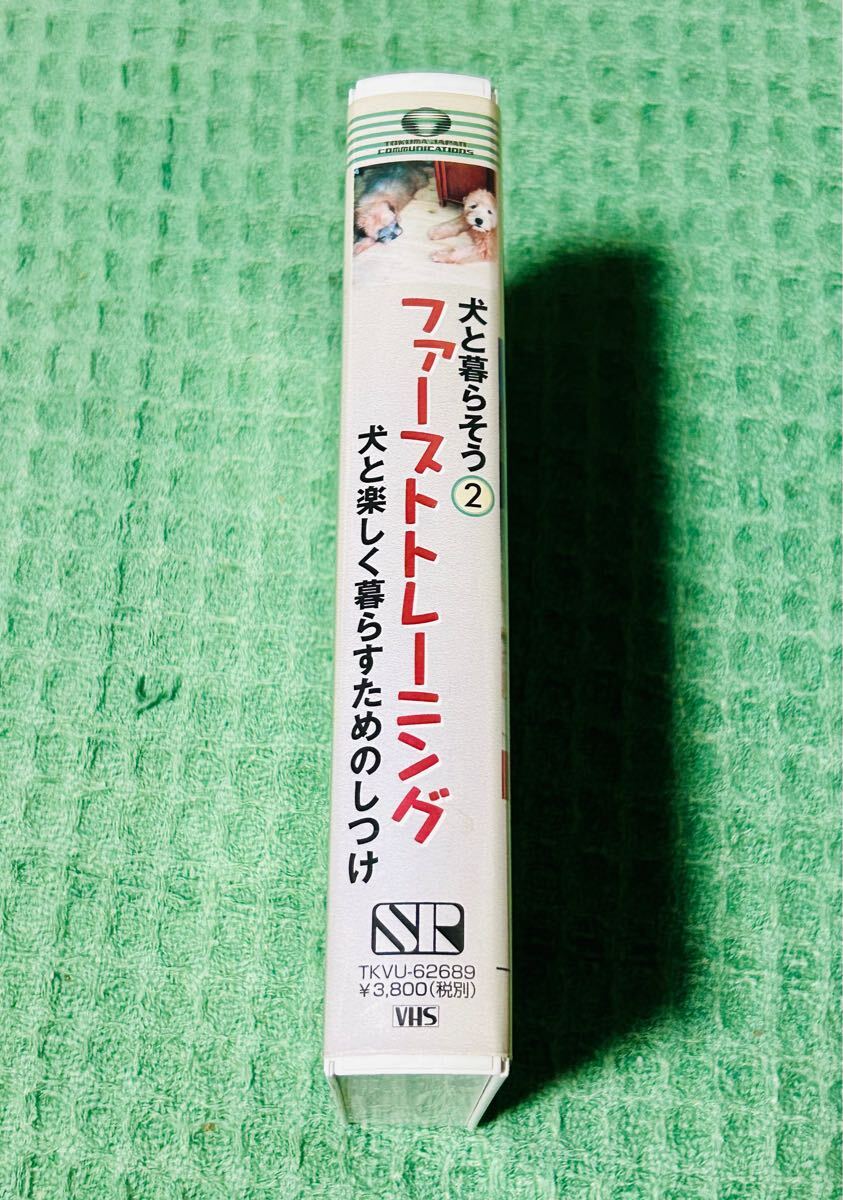 TOKUMA JAPAN
COMMUNICATIONS
犬と暮らそう②
ファーストトレーニング
犬と楽しく暮らすためのしつけ
SR
TKVU-62689
¥3,800(税別)
VHS